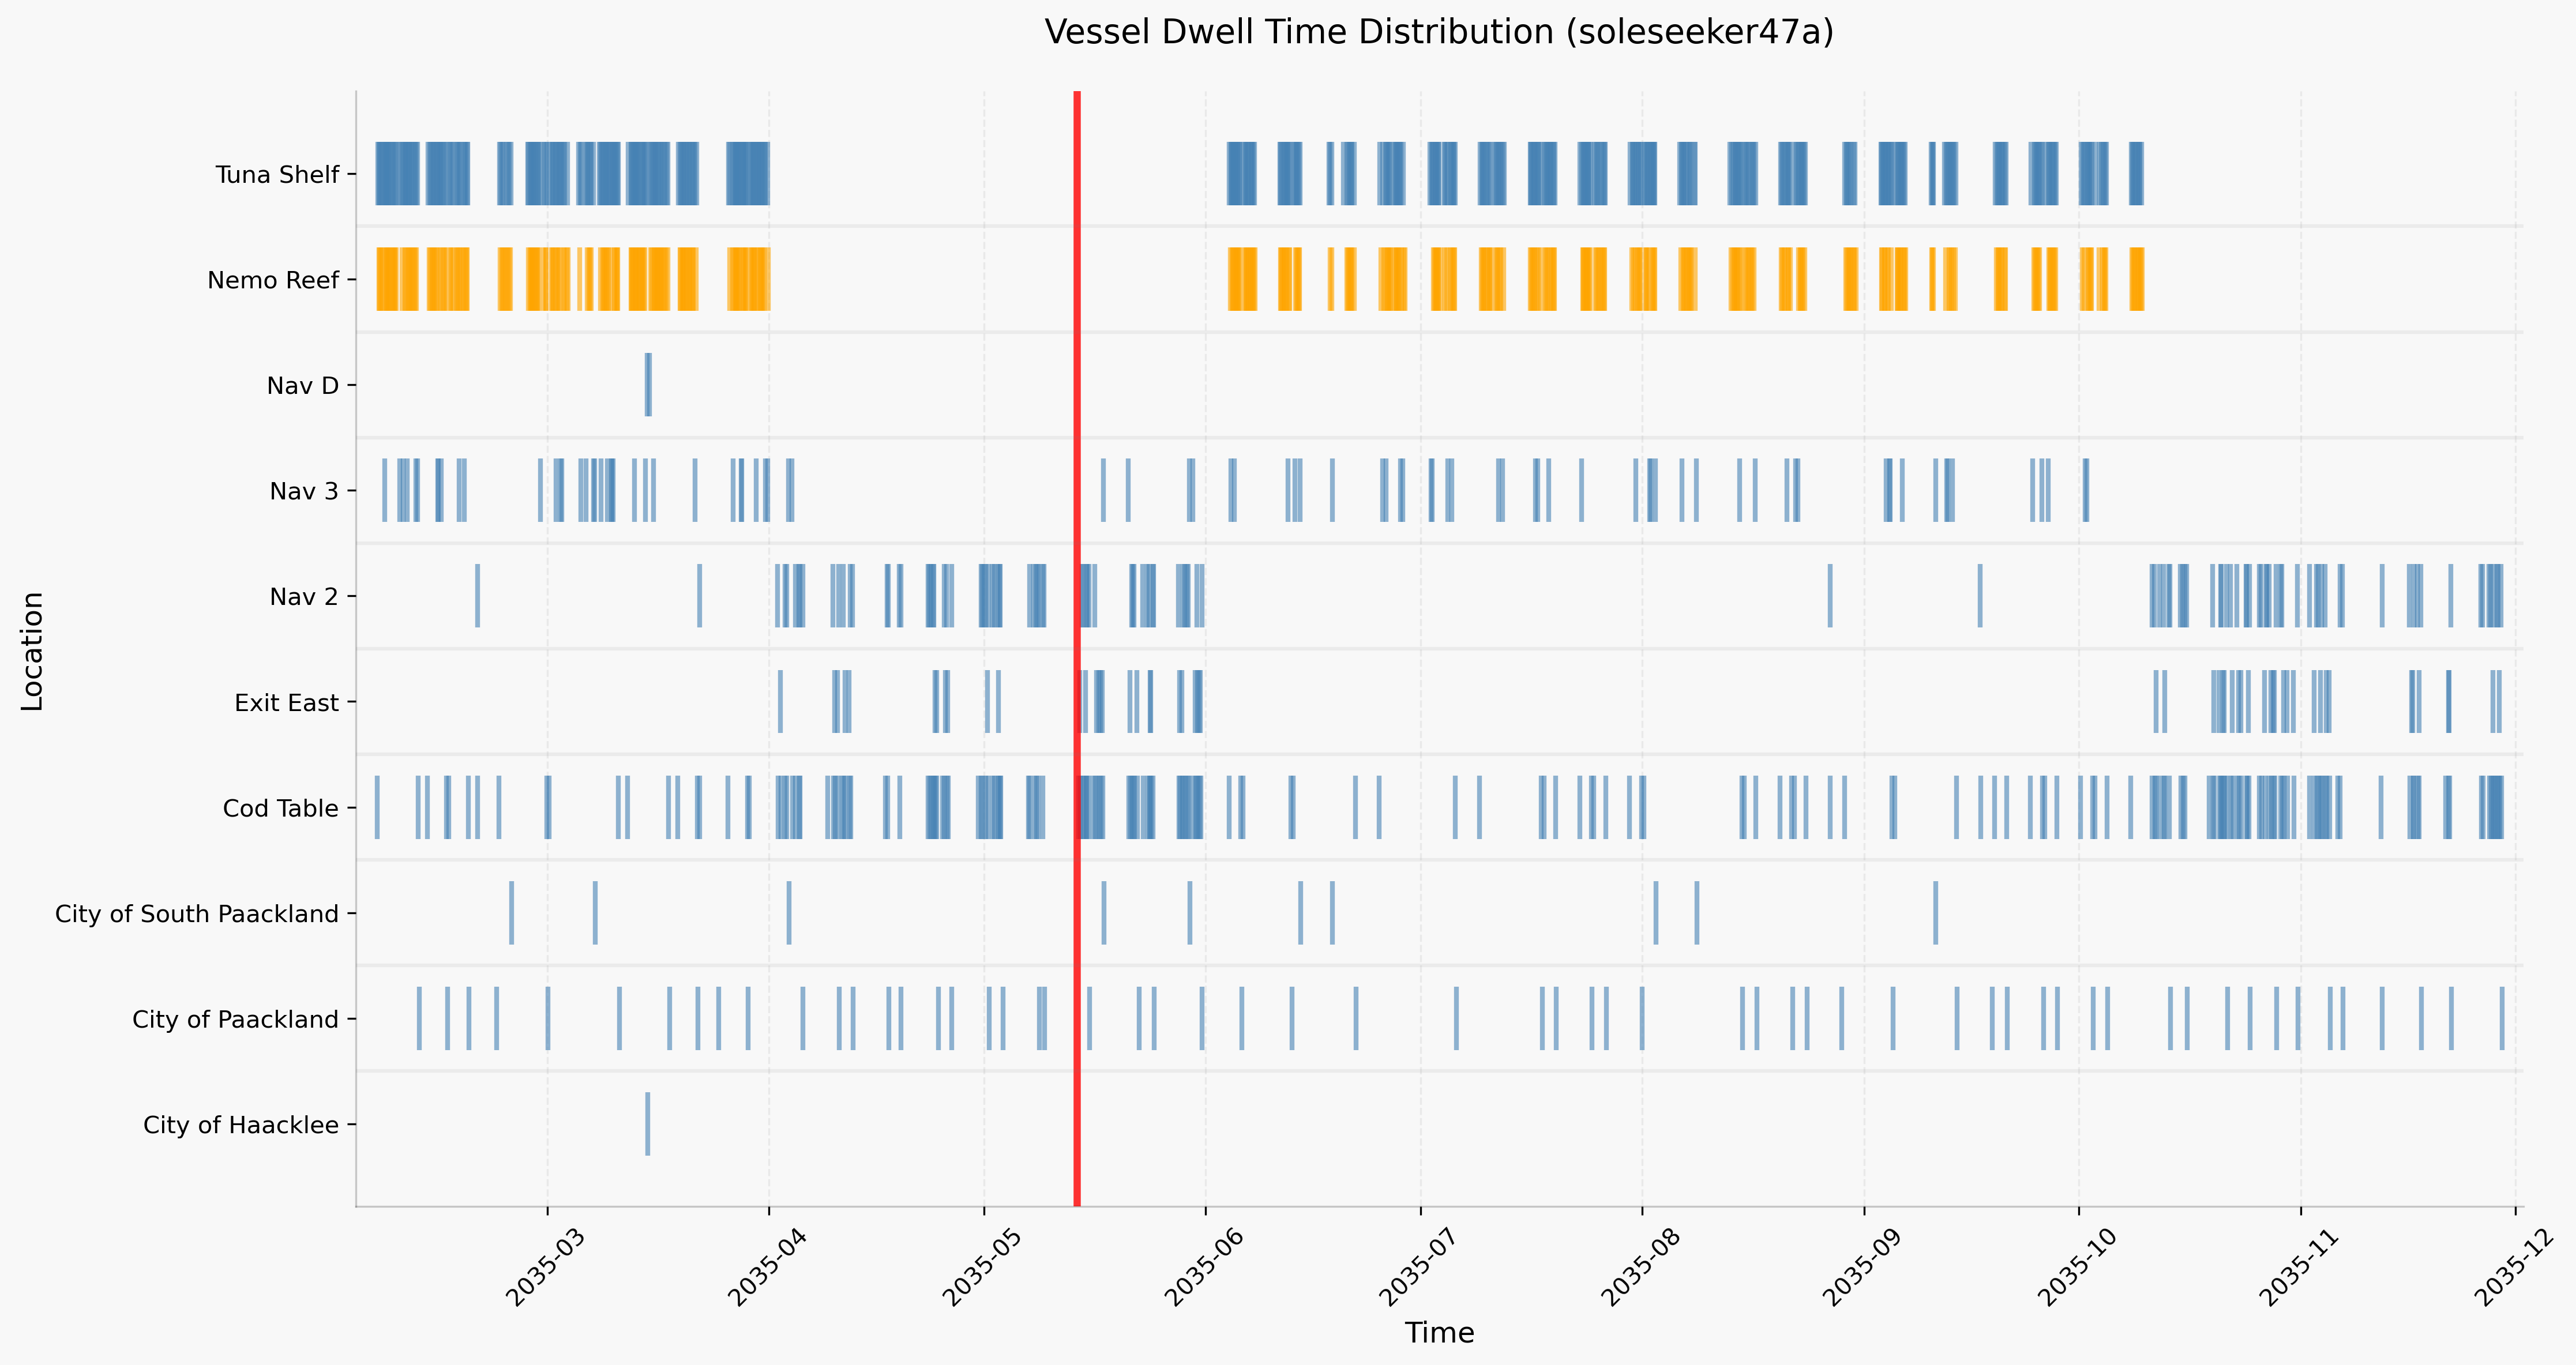 Vessel Dwell Time Distribution (soleseeker47a)
Location
Tuna Shelf
Nemo Reef
Nav D
Nav 3
Nav 2
Exit East
Cod Table
City of South Paackland
City of Paackland
City of Haacklee
2035-03
2035-04
2035-05
2035-06
2035-07
2035-08
2035-09
2035-10
2035-11
2035-12
Time